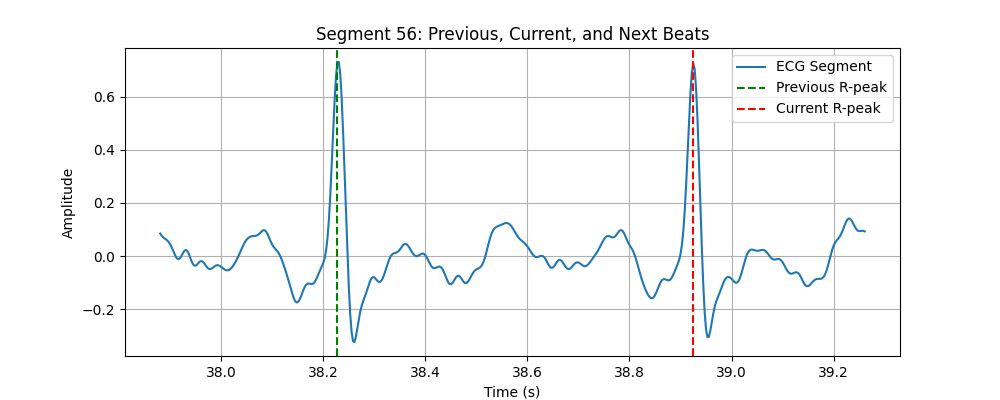 Segment 56: Previous, Current, and Next Beats
ECG Segment
Previous R-peak
Current R-peak
Amplitude
0.6
0.4
0.2
0.0
−0.2
38.0 38.2 38.4 38.6 38.8 39.0 39.2
Time (s)